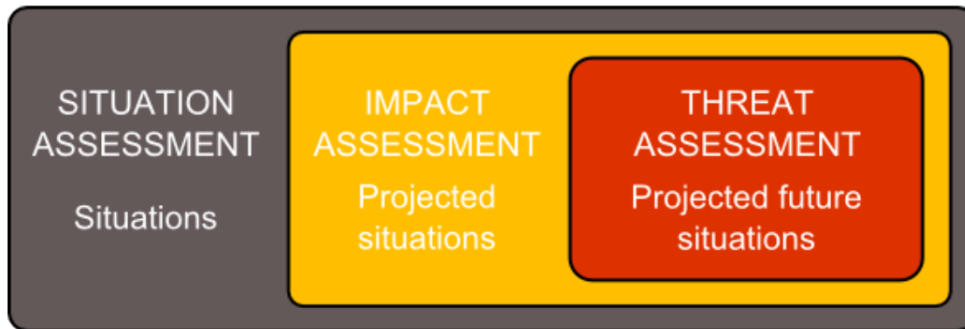 SITUATION
ASSESSMENT
Situations
IMPACT
ASSESSMENT
Projected
situations
THREAT
ASSESSMENT
Projected future
situations